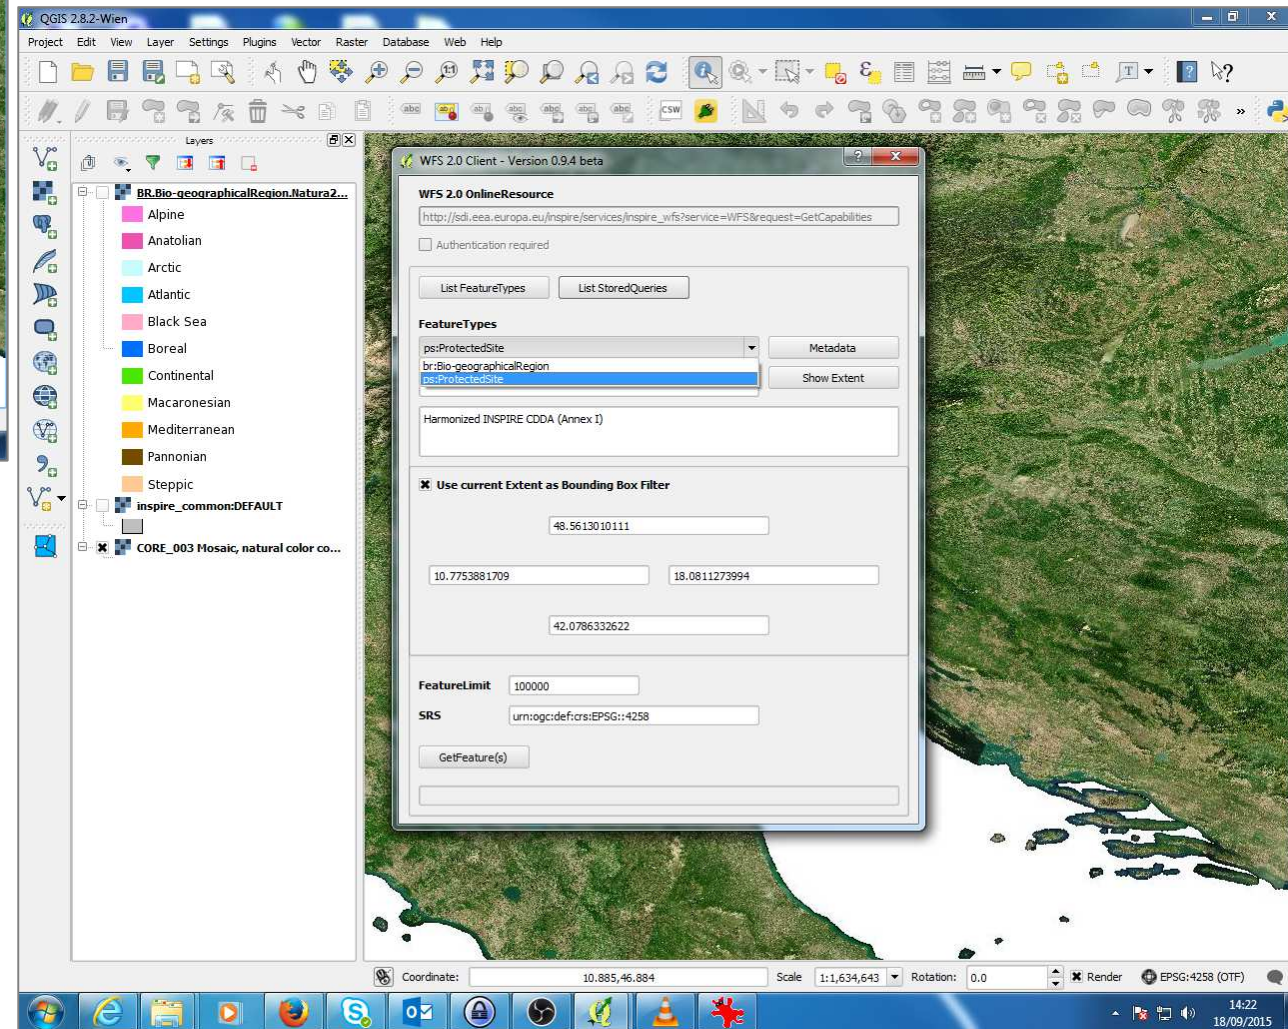 QGIS 2.8.2-Wien
Project Edit View Layer Settings Plugins Vector Raster Database Web Help
CSW
Layers
BR.Bio-geographicalRegion.Natura2...
Alpine
Anatolian
Arctic
Atlantic
Black Sea
Boreal
Continental
Macaronesian
Mediterranean
Pannonian
Steppic
inspire_common:DEFAULT
CORE_003 Mosaic, natural color co...
WFS 2.0 Client - Version 0.9.4 beta
WFS 2.0 OnlineResource
http://sdi.eea.europa.eu/inspire/services/inspire_wfs?service=WFS&request=GetCapabilities
Authentication required
List FeatureTypes List StoredQueries
FeatureTypes
ps:ProtectedSite Metadata
br:Bio-geographicalRegion
ps:ProtectedSite Show Extent
Harmonized INSPIRE CDDA (Annex I)
Use current Extent as Bounding Box Filter
48.5613010111
10.7753881709 18.0811273994
42.0786332622
FeatureLimit 100000
SRS urn:ogc:def:crs:EPSG::4258
GetFeature(s)
Coordinate: 10.885,46.884 Scale 1:1,634,643 Rotation: 0.0 Render EPSG:4258 (OTF)
14:22
18/09/2015